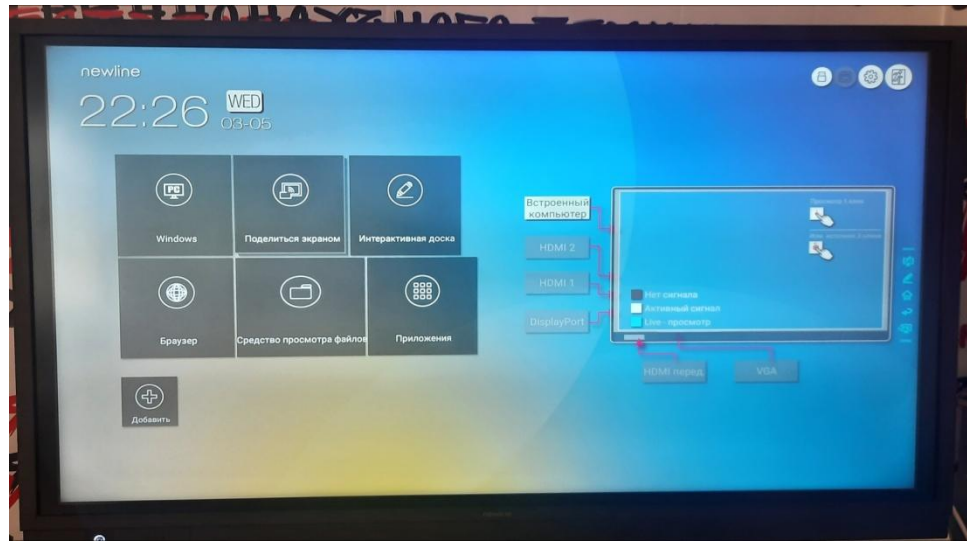 newline
22:26
WED
03-05
PC
Windows
Поделиться экраном
Интерактивная доска
Браузер
Средство просмотра файлов
Приложения
Добавить
Встроенный
компьютер
HDMI 2
HDMI 1
DisplayPort
Нет сигнала
Активный сигнал
Live - просмотр
HDMI перед.
VGA